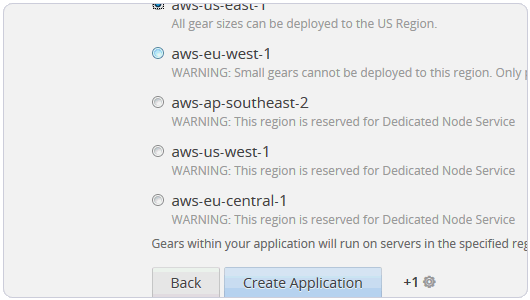 aws-us-east-1
All gear sizes can be deployed to the US Region.
aws-eu-west-1
WARNING: Small gears cannot be deployed to this region. Only
aws-ap-southeast-2
WARNING: This region is reserved for Dedicated Node Service
aws-us-west-1
WARNING: This region is reserved for Dedicated Node Service
aws-eu-central-1
WARNING: This region is reserved for Dedicated Node Service
Gears within your application will run on servers in the specified reg
Back Create Application +1